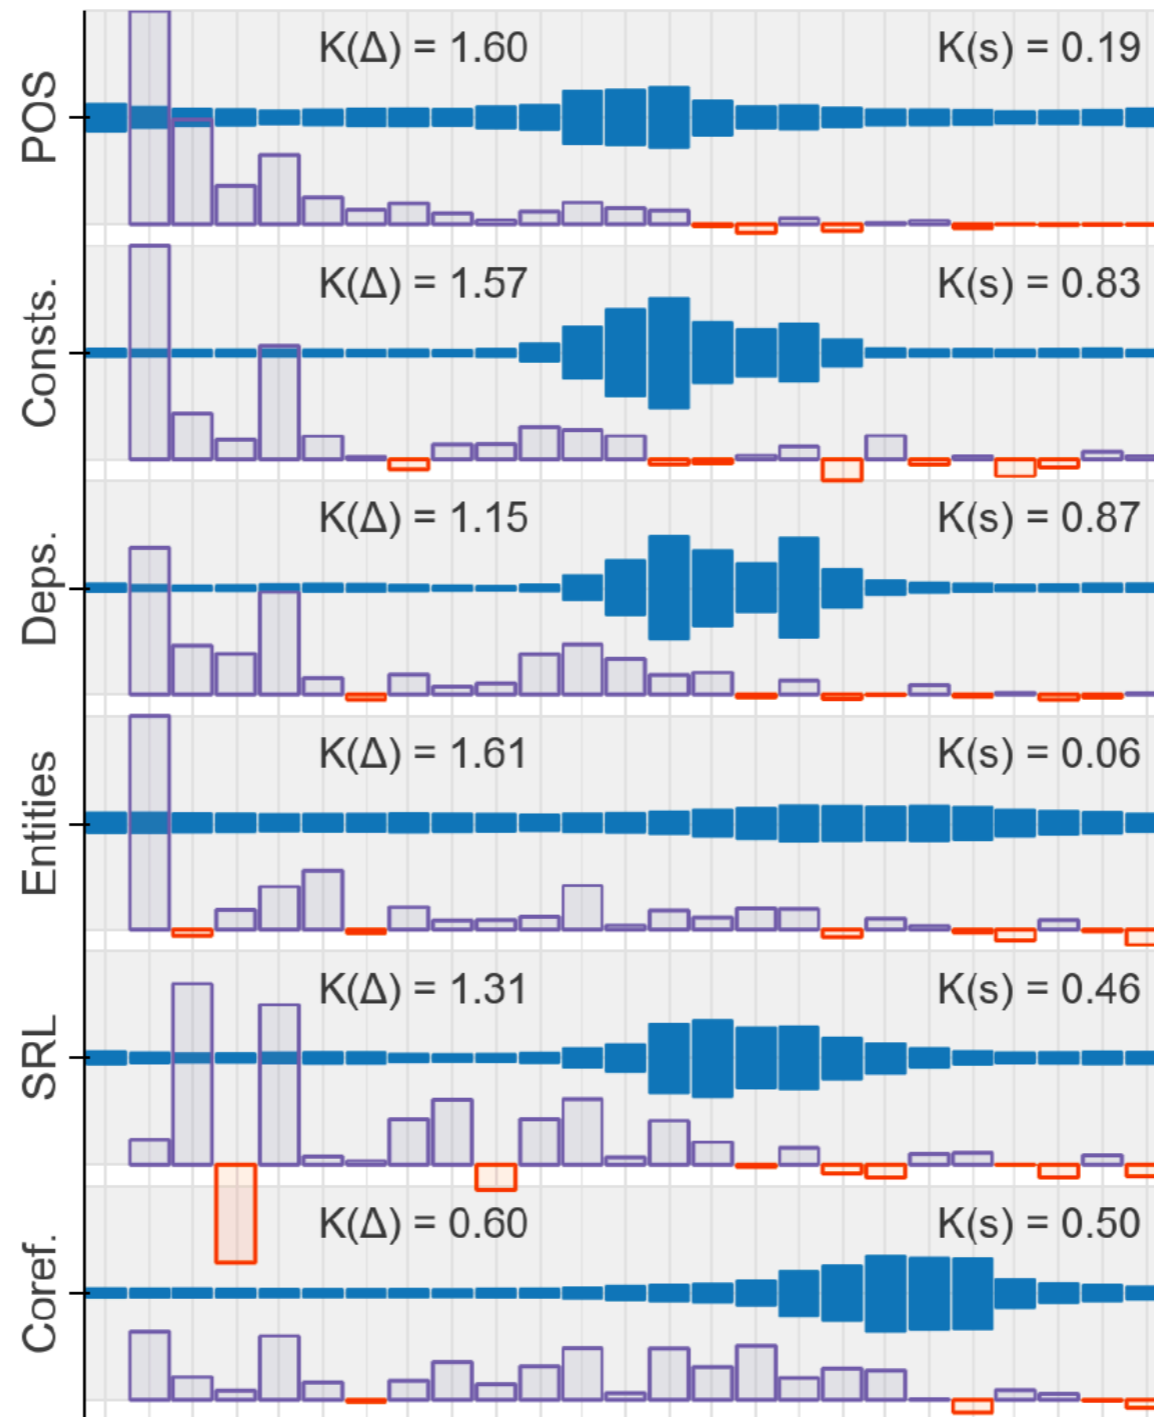 POS
K(Δ) = 1.60
K(s) = 0.19
Consts.
K(Δ) = 1.57
K(s) = 0.83
Deps.
K(Δ) = 1.15
K(s) = 0.87
Entities
K(Δ) = 1.61
K(s) = 0.06
SRL
K(Δ) = 1.31
K(s) = 0.46
Coref.
K(Δ) = 0.60
K(s) = 0.50